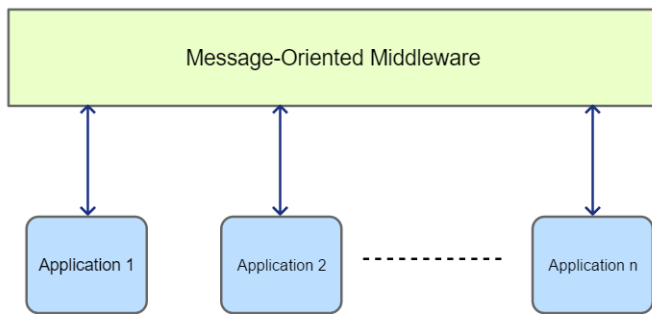 Message-Oriented Middleware
Application 1
Application 2
Application n